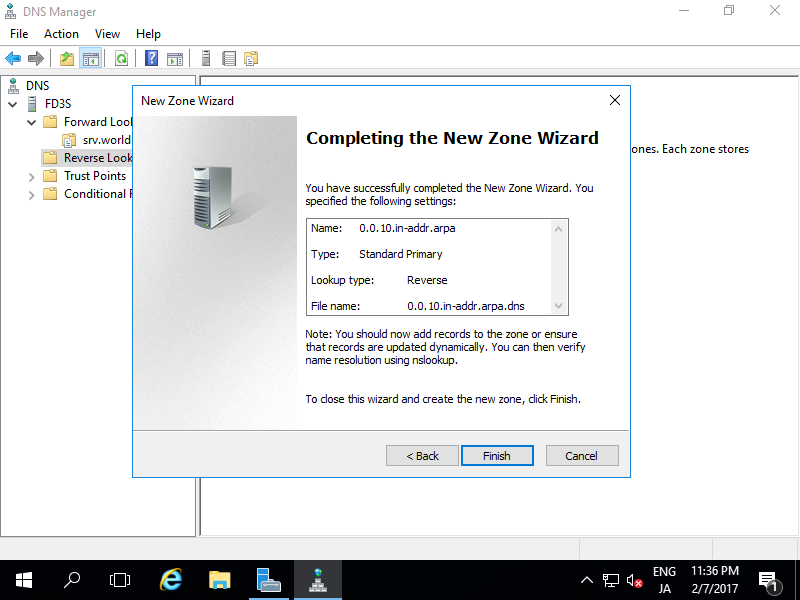 DNS Manager
File Action View Help
DNS
FD3S
Forward Look
srv.world
Reverse Look
Trust Points
Conditional F
ones. Each zone stores
New Zone Wizard
Completing the New Zone Wizard
You have successfully completed the New Zone Wizard. You
specified the following settings:
Name: 0.0.10.in-addr.arpa
Type: Standard Primary
Lookup type: Reverse
File name: 0.0.10.in-addr.arpa.dns
Note: You should now add records to the zone or ensure
that records are updated dynamically. You can then verify
name resolution using nslookup.
To close this wizard and create the new zone, click Finish.
< Back Finish Cancel
ENG 11:36 PM
JA 2/7/2017
1